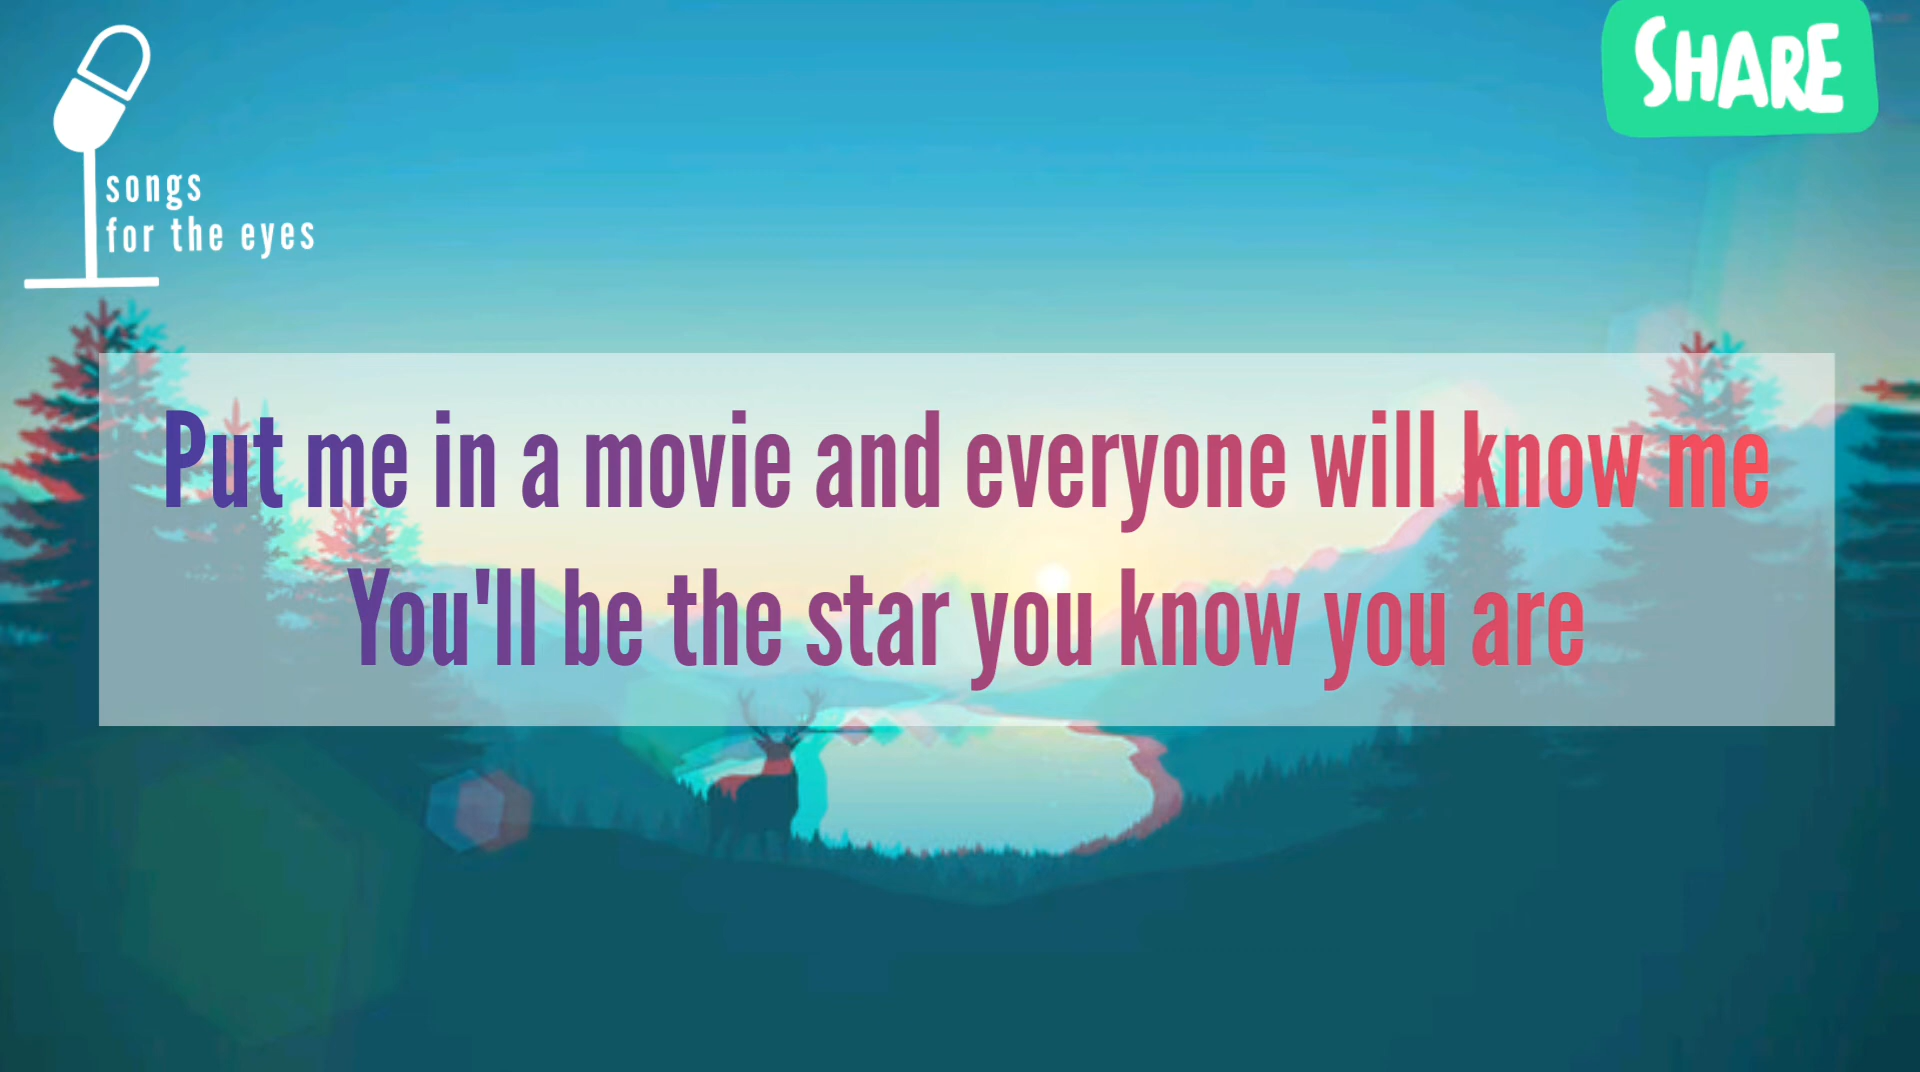 SHARE
songs
for the eyes
Put me in a movie and everyone will know me
You'll be the star you know you are